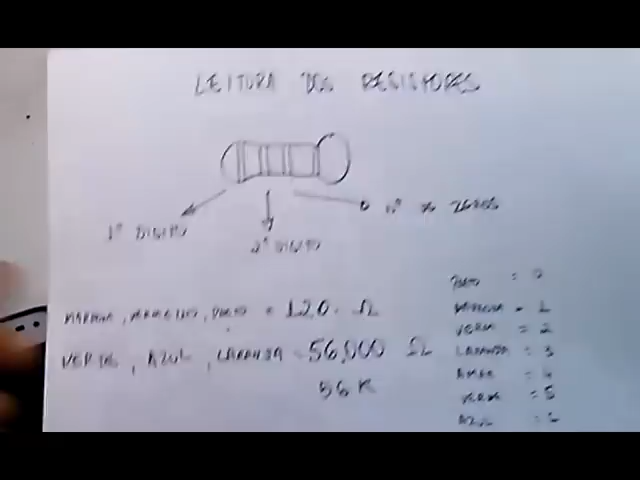 LEITURA DOS RESISTORES
1º DIGITO
2º DIGITO
Nº DE ZEROS
MARROM, VERMELHO, PRETO = 120 Ω
VERDE, AZUL, LARANJA = 56,000 Ω
56 K
PRETO = 0
MARROM = 1
VERM = 2
LARANJA = 3
AMAR = 4
VERDE = 5
AZUL =